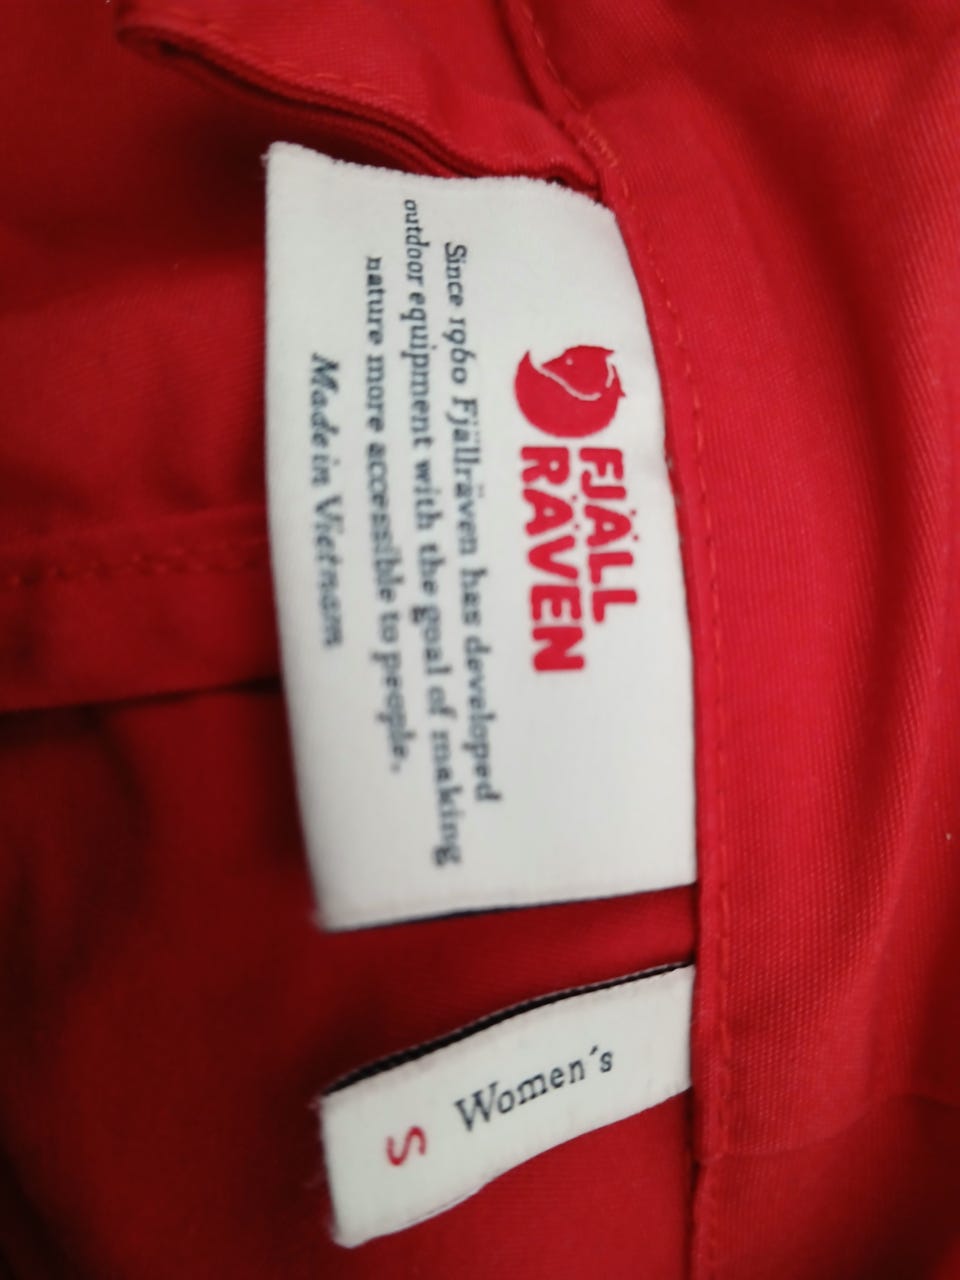 FJÄLL
RÄVEN
Since 1960 Fjällräven has developed
outdoor equipment with the goal of making
nature more accessible to people.
Made in Vietnam
Women´s
S